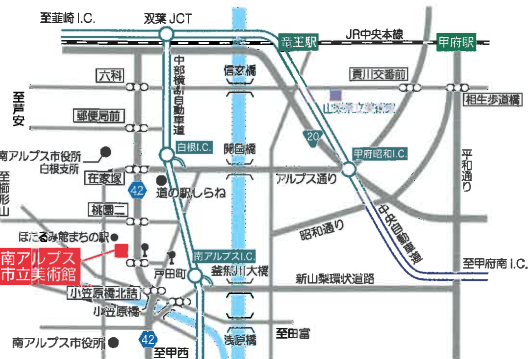 至韮崎 I.C.
双葉 JCT
竜王駅
JR中央本線
甲府駅
六科
中部横断自動車道
信玄橋
貢川交番前
山梨県立美術館
相生歩道橋
至芦安
郵便局前
20
白根I.C.
開国橋
甲府昭和I.C.
平和通り
南アルプス市役所
白根支所
在家塚
アルプス通り
至櫛形山
42
道の駅しらね
桃園二
昭和通り
中央自動車道
ほたるみ館まちの駅
南アルプス
市立美術館
戸田町
南アルプスI.C.
釜無川大橋
至甲府南 I.C.
新山梨環状道路
小笠原橋北詰
小笠原橋
42
浅原橋
至田富
南アルプス市役所
至甲西